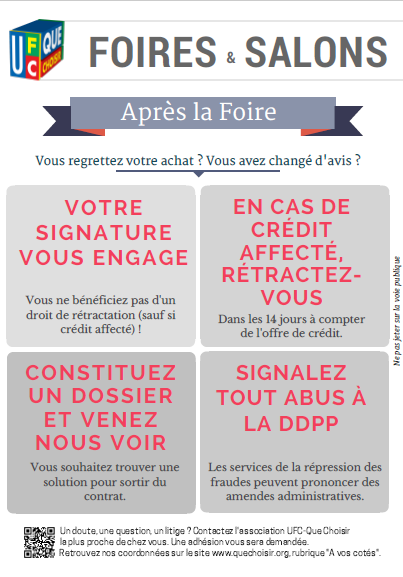 UFC QUE CHOISIR
FOIRES & SALONS
Après la Foire
Vous regrettez votre achat ? Vous avez changé d'avis ?
VOTRE
SIGNATURE
VOUS ENGAGE
Vous ne bénéficiez pas d'un
droit de rétractation (sauf si
crédit affecté) !
EN CAS DE
CRÉDIT
AFFECTÉ,
RÉTRACTEZ-
VOUS
Dans les 14 jours à compter
de l'offre de crédit.
CONSTITUEZ
UN DOSSIER
ET VENEZ
NOUS VOIR
Vous souhaitez trouver une
solution pour sortir du
contrat.
SIGNALEZ
TOUT ABUS À
LA DDPP
Les services de la répression des
fraudes peuvent prononcer des
amendes administratives.
Ne pas jeter sur la voie publique
Un doute, une question, un litige ? Contactez l'association UFC-Que Choisir
la plus proche de chez vous. Une adhésion vous sera demandée.
Retrouvez nos coordonnées sur le site www.quechoisir.org, rubrique "A vos cotés".